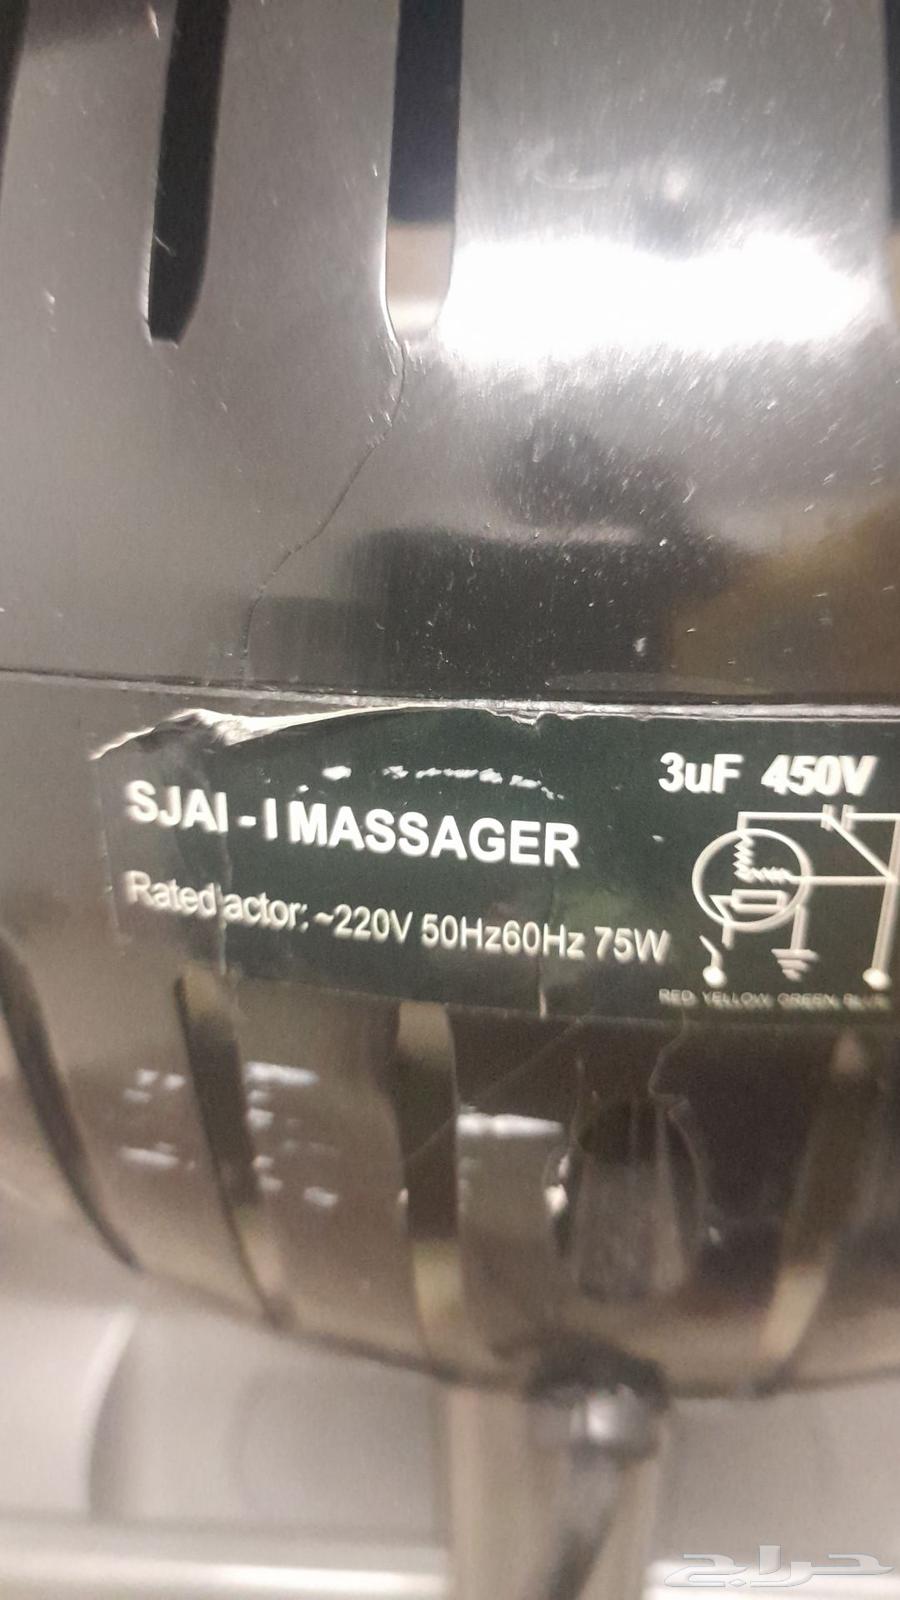 SJAI - I MASSAGER
Rated actor: ~220V 50Hz60Hz 75W
3uF 450V
RED YELLOW GREEN BLUE
حراج